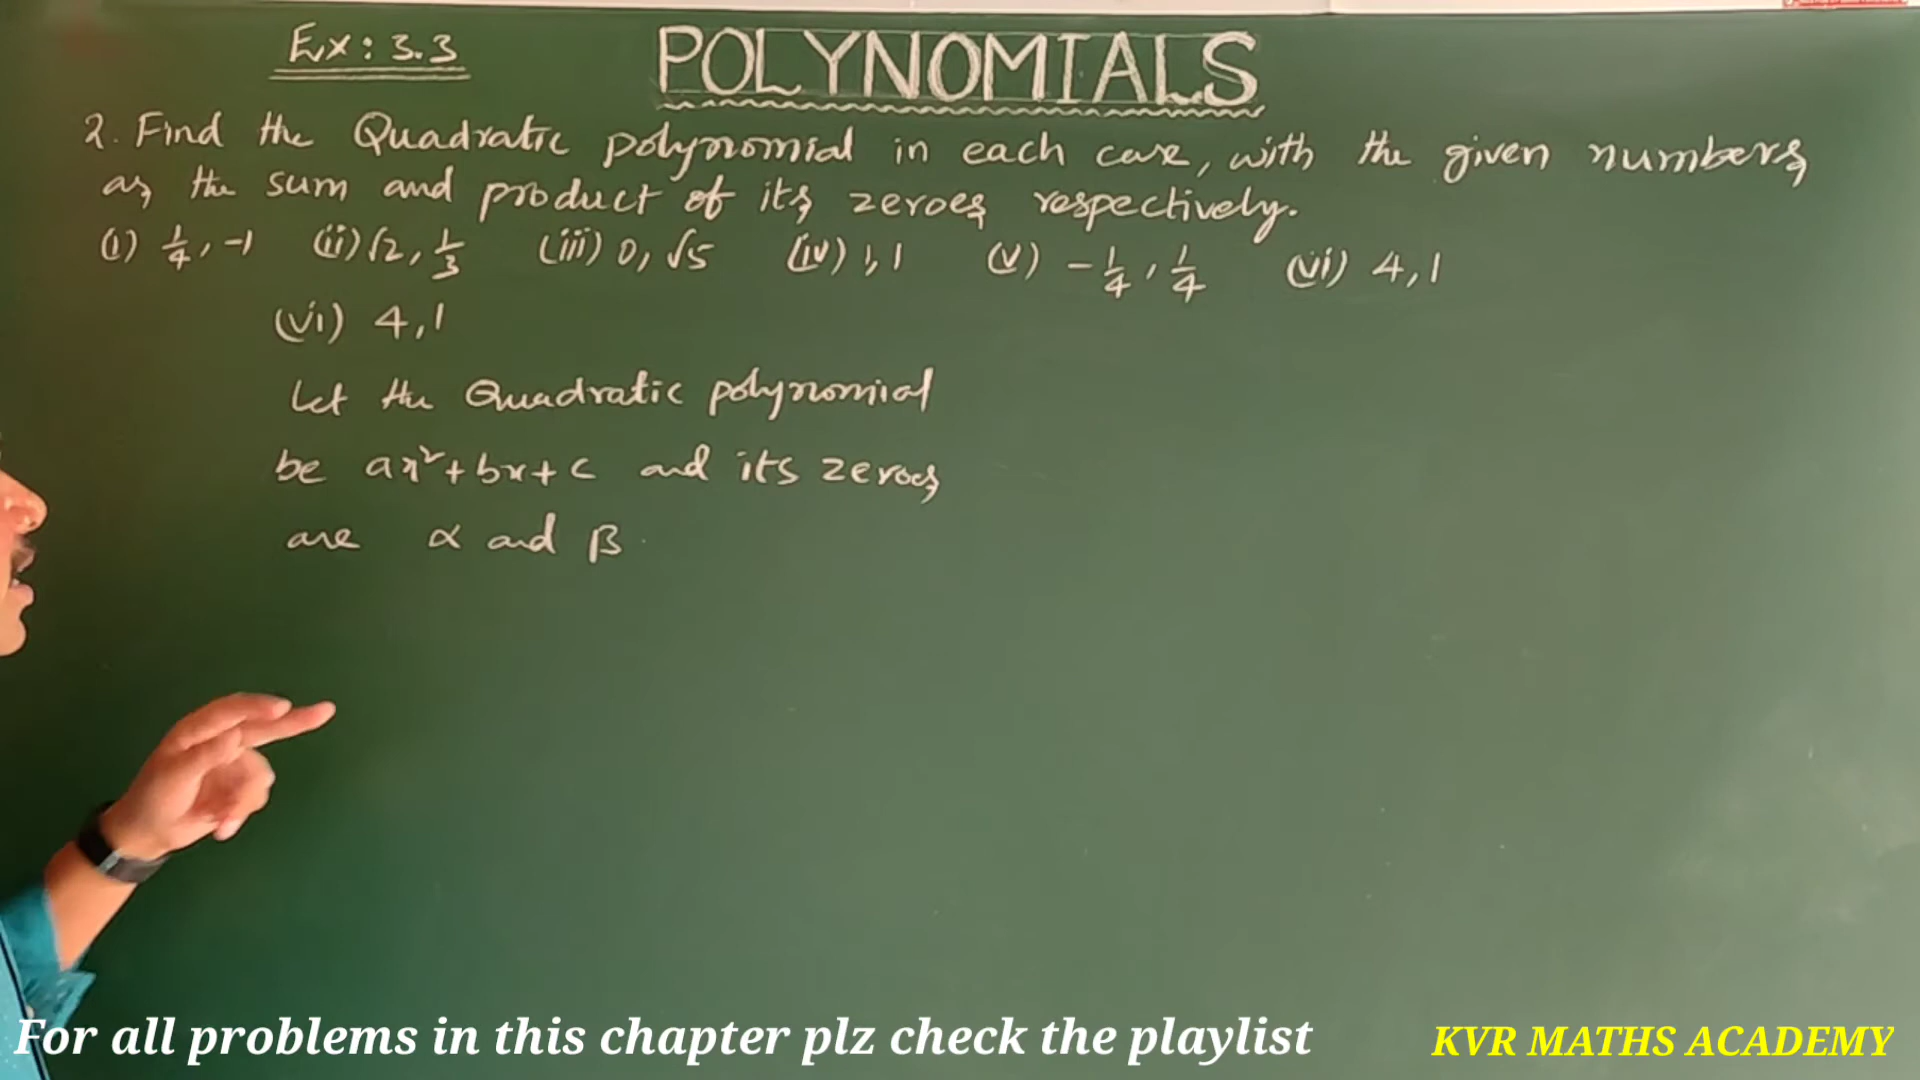 Ex: 3.3
POLYNOMIALS
2. Find the Quadratic polynomial in each case, with the given numbers
as the sum and product of its zeroes respectively.
(i) 1/4, -1 (ii) √2, 1/3 (iii) 0, √5 (iv) 1, 1 (v) -1/4, 1/4 (vi) 4, 1
(vi) 4, 1
Let the Quadratic polynomial
be ax²+bx+c and its zeroes
are α and β.
For all problems in this chapter plz check the playlist
KVR MATHS ACADEMY